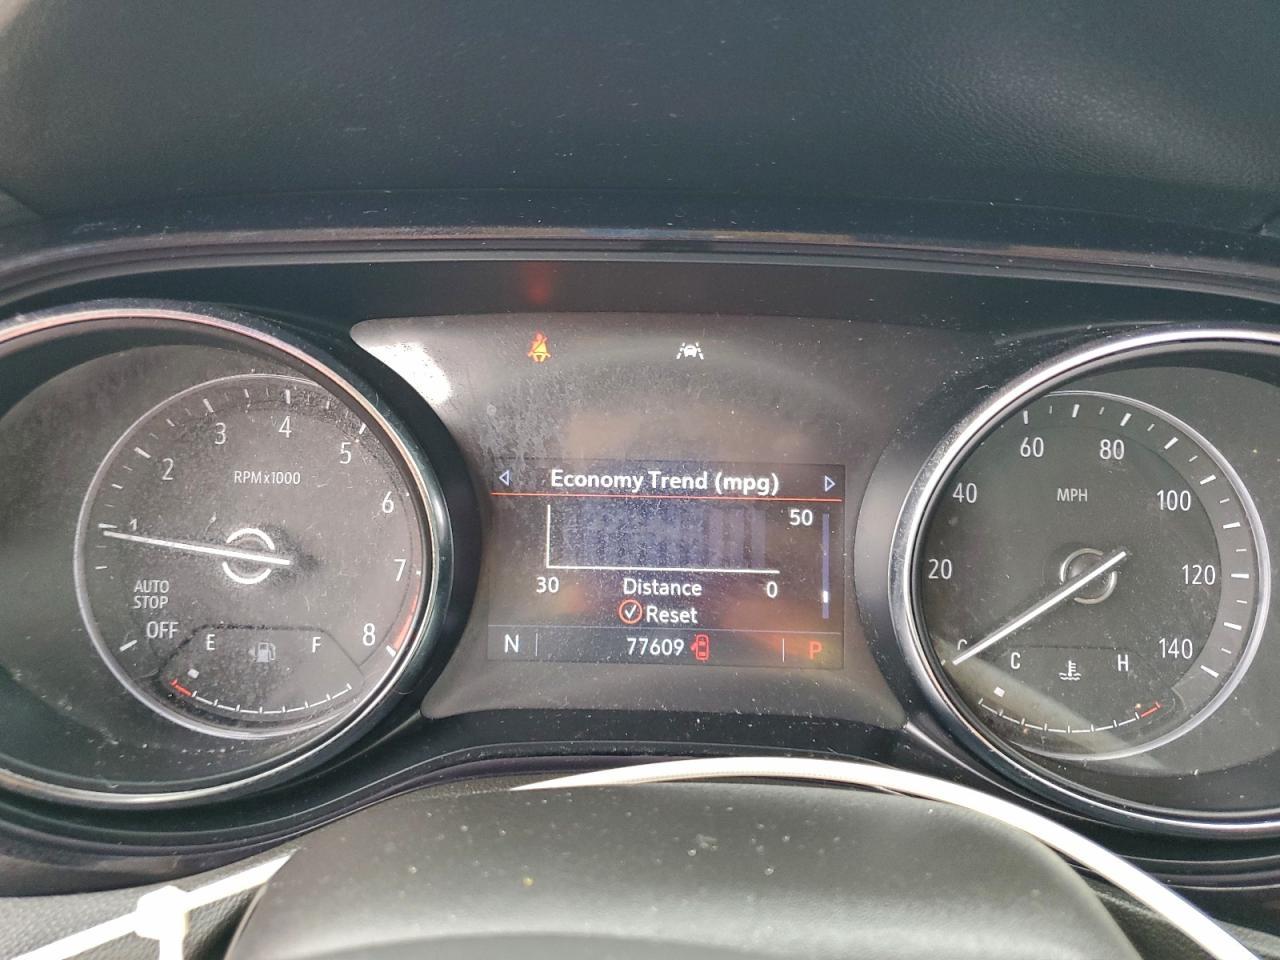 Economy Trend (mpg)
50
30 Distance 0
Reset
N 77609 P
1 2 3 4 5 6 7 8
RPM x1000
AUTO
STOP
OFF
E F
20 40 60 80 100 120 140
MPH
C H